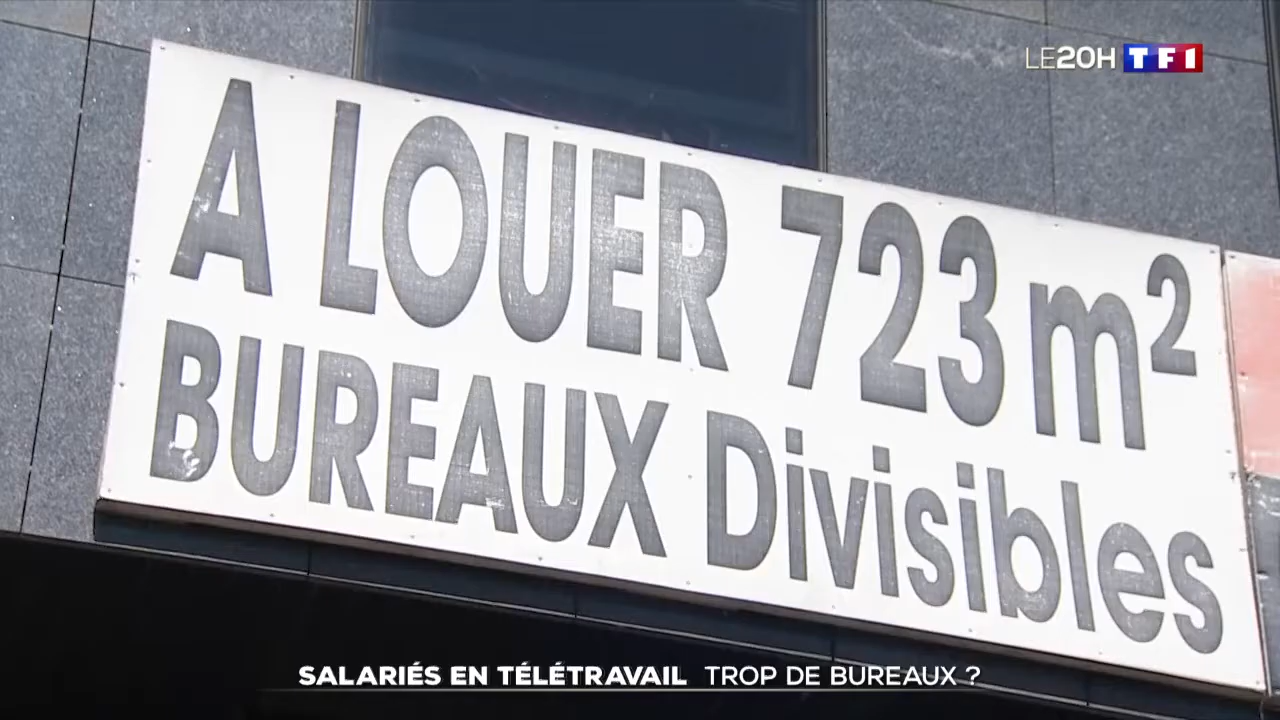 LE20H TF1
A LOUER 723 m²
BUREAUX Divisibles
SALARIÉS EN TÉLÉTRAVAIL TROP DE BUREAUX ?